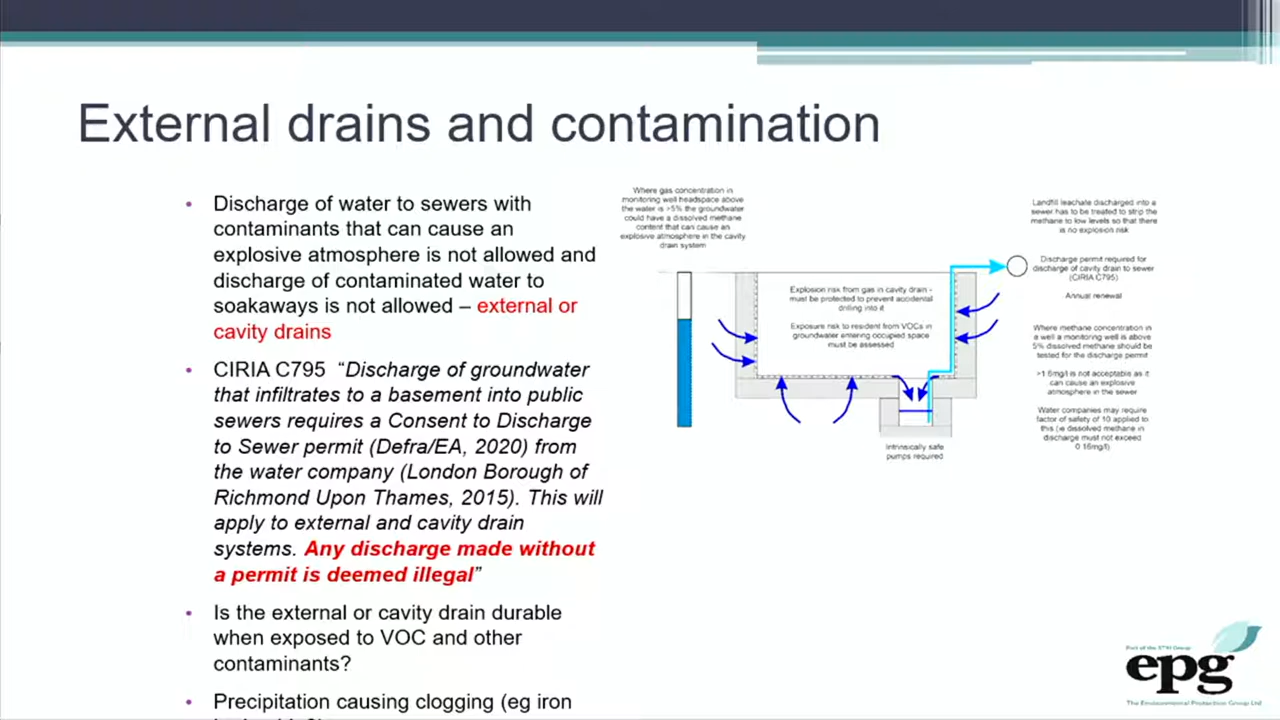 External drains and contamination
• Discharge of water to sewers with
contaminants that can cause an
explosive atmosphere is not allowed and
discharge of contaminated water to
soakaways is not allowed – external or
cavity drains
• CIRIA C795 “Discharge of groundwater
that infiltrates to a basement into public
sewers requires a Consent to Discharge
to Sewer permit (Defra/EA, 2020) from
the water company (London Borough of
Richmond Upon Thames, 2015). This will
apply to external and cavity drain
systems. Any discharge made without
a permit is deemed illegal”
• Is the external or cavity drain durable
when exposed to VOC and other
contaminants?
• Precipitation causing clogging (eg iron
Where gas concentration in
monitoring well headspace above
the water is >5% the groundwater
could have a dissolved methane
content that can cause an
explosive atmosphere in the cavity
drain system
Explosion risk from gas in cavity drain -
must be protected to prevent accidental
drilling into it
Exposure risk to resident from VOCs in
groundwater entering occupied space
must be assessed
Intrinsically safe
pumps required
Landfill leachate discharged into a
sewer has to be treated to strip the
methane to low levels so that there
is no explosion risk
Discharge permit required for
discharge of cavity drain to sewer
(CIRIA C795)
Annual renewal
Where methane concentration in
a well a monitoring well is above
5% dissolved methane should be
tested for the discharge permit
>1.6mg/l is not acceptable as it
can cause an explosive
atmosphere in the sewer
Water companies may require
factor of safety of 10 applied to
this (ie dissolved methane in
discharge must not exceed
0.16mg/l)
Part of the STM Group
epg
The Environmental Protection Group Ltd